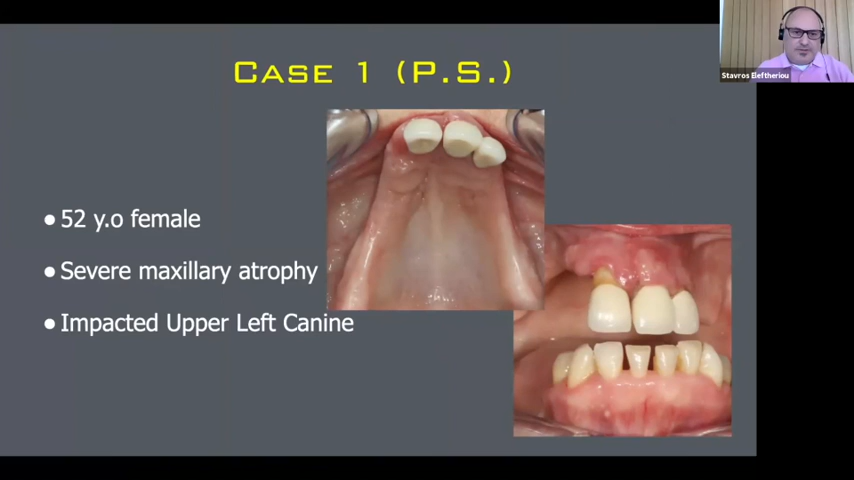 Stavros Eleftheriou
Case 1 (P.S.)
● 52 y.o female
● Severe maxillary atrophy
● Impacted Upper Left Canine